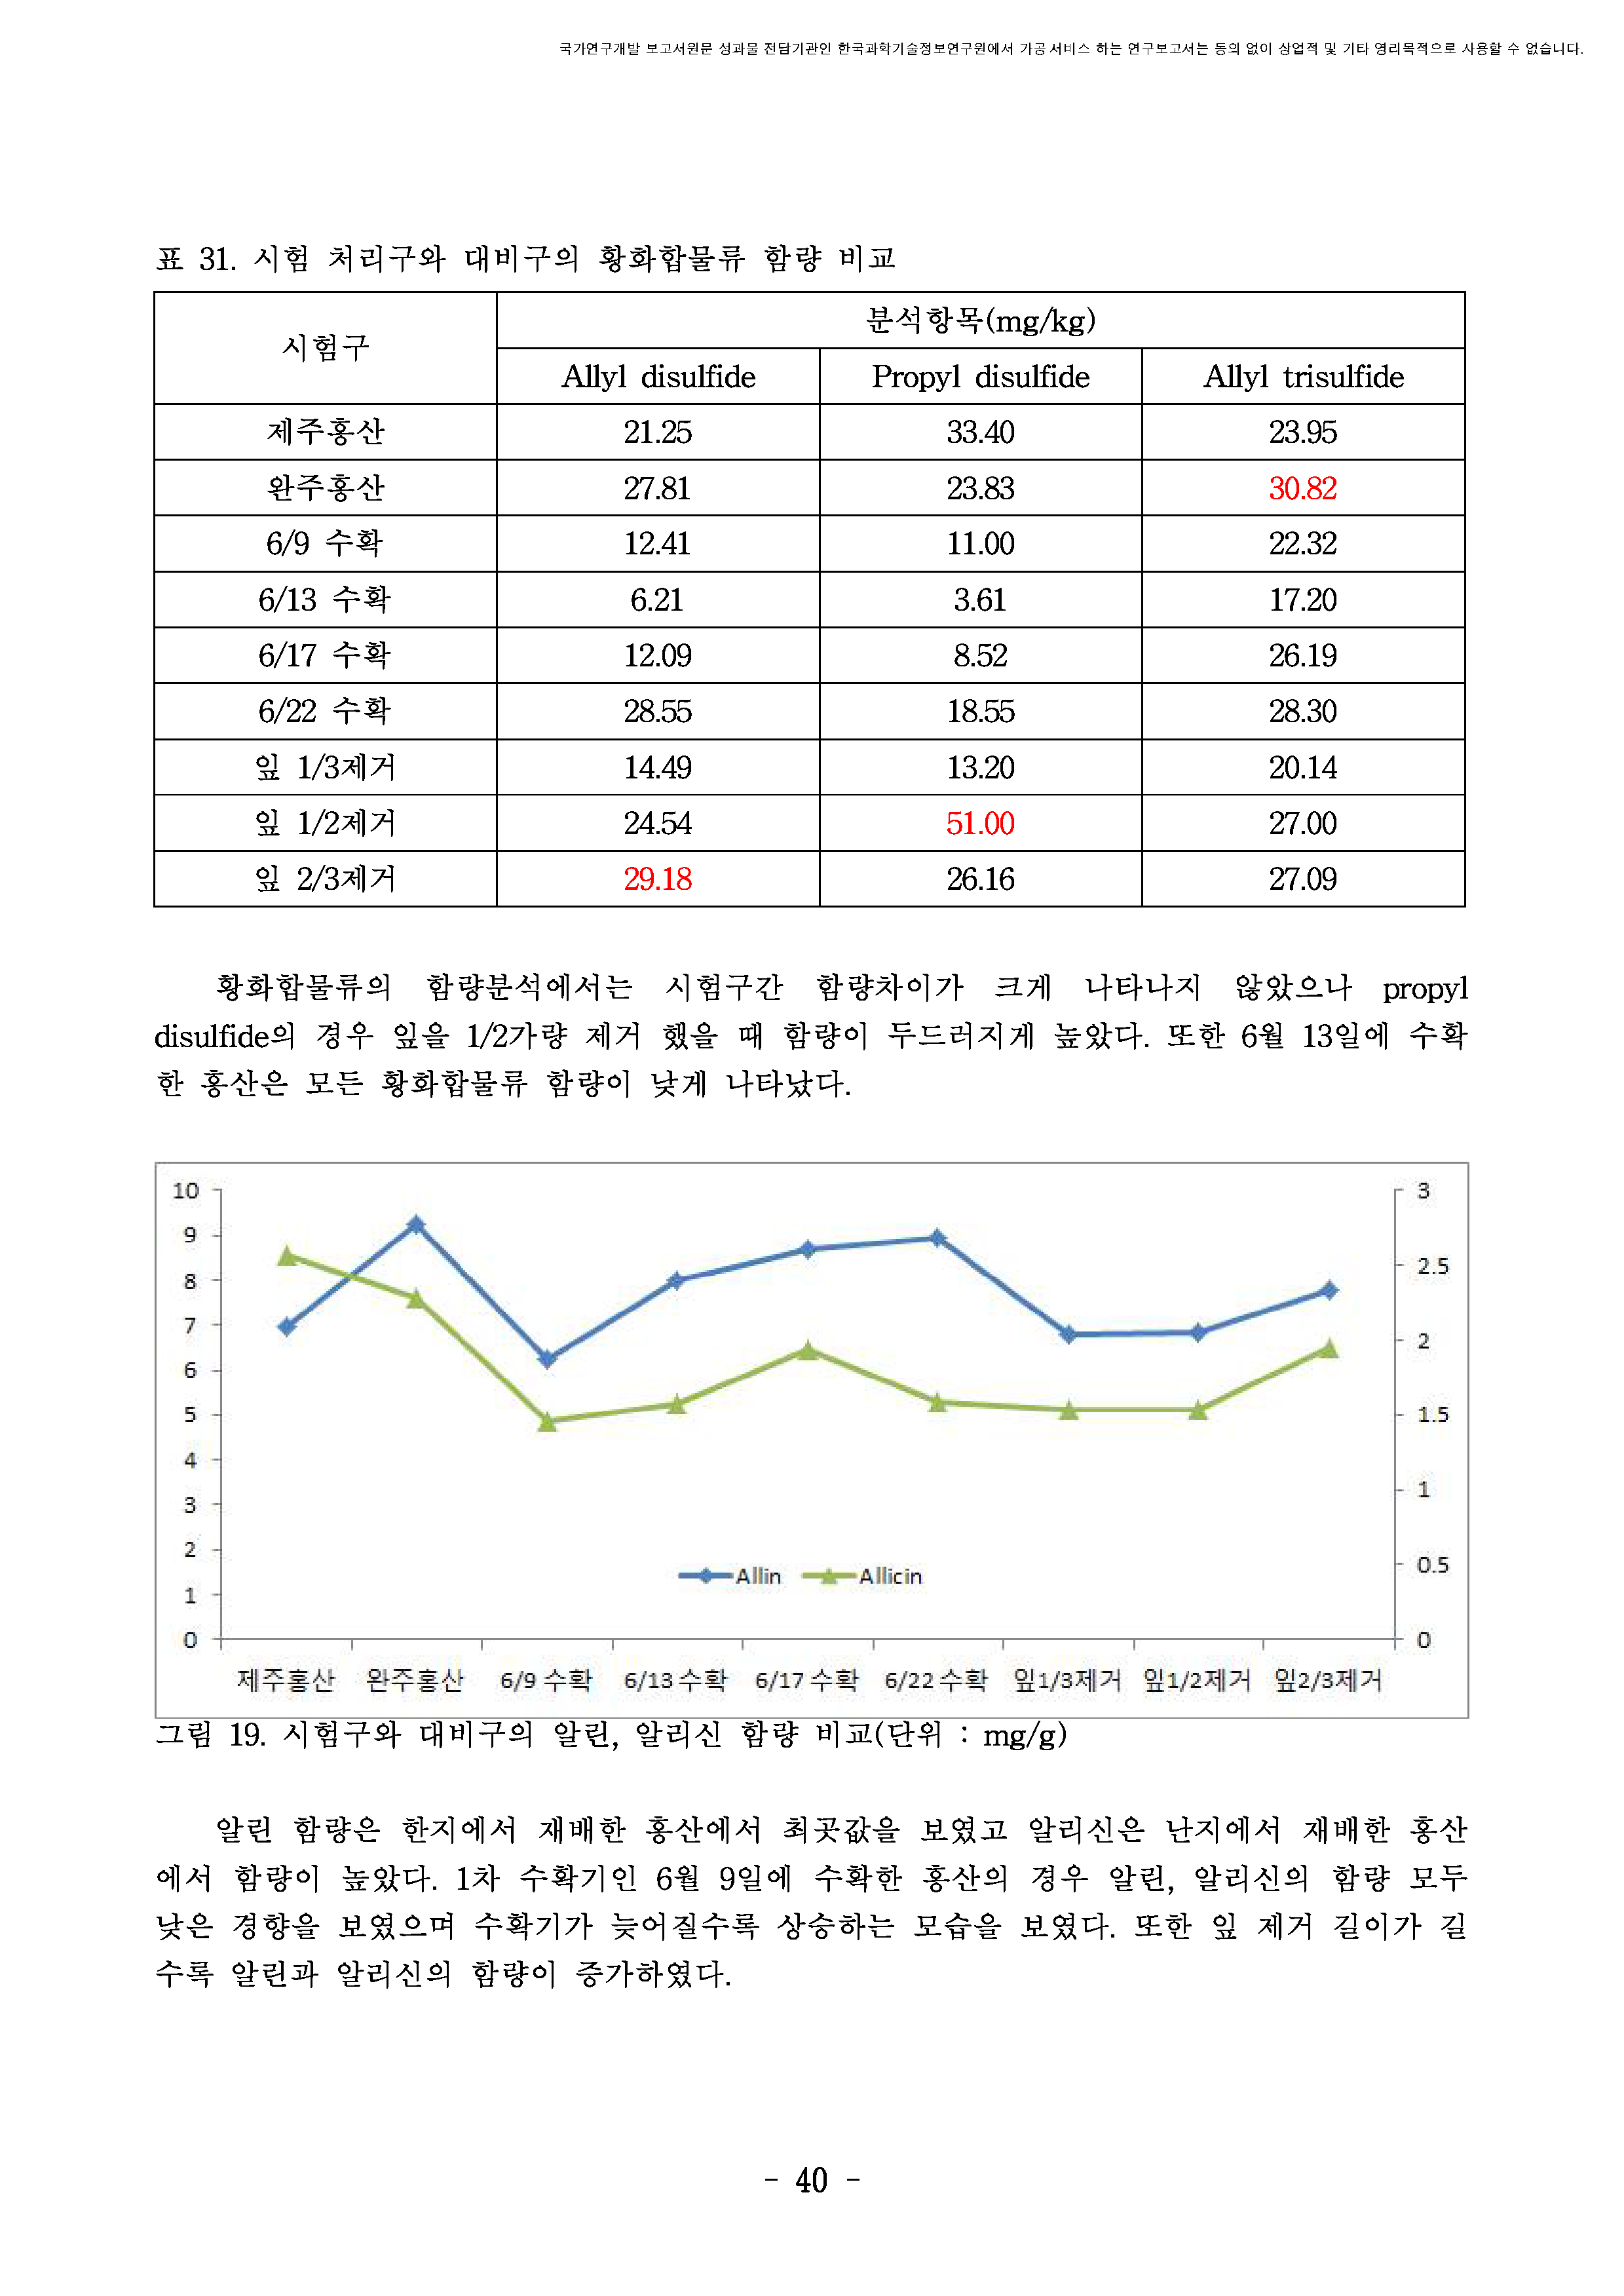 국가연구개발 보고서원문 성과물 전담기관인 한국과학기술정보연구원에서 가공·서비스 하는 연구보고서는 동의 없이 상업적 및 기타 영리목적으로 사용할 수 없습니다.
표 31. 시험 처리구와 대비구의 황화합물류 함량 비교
시험구 분석항목(mg/kg)
Allyl disulfide Propyl disulfide Allyl trisulfide
제주홍산 21.25 33.40 23.95
완주홍산 27.81 23.83 30.82
6/9 수확 12.41 11.00 22.32
6/13 수확 6.21 3.61 17.20
6/17 수확 12.09 8.52 26.19
6/22 수확 28.55 18.55 28.30
잎 1/3제거 14.49 13.20 20.14
잎 1/2제거 24.54 51.00 27.00
잎 2/3제거 29.18 26.16 27.09
황화합물류의 함량분석에서는 시험구간 함량차이가 크게 나타나지 않았으나 propyl
disulfide의 경우 잎을 1/2가량 제거 했을 때 함량이 두드러지게 높았다. 또한 6월 13일에 수확
한 홍산은 모든 황화합물류 함량이 낮게 나타났다.
10 3
9
8 2.5
7
6 2
5 1.5
4
3 1
2
1 0.5
0 0
Allin Allicin
제주홍산 완주홍산 6/9 수확 6/13 수확 6/17 수확 6/22 수확 잎1/3제거 잎1/2제거 잎2/3제거
그림 19. 시험구와 대비구의 알린, 알리신 함량 비교(단위 : mg/g)
알린 함량은 한지에서 재배한 홍산에서 최곳값을 보였고 알리신은 난지에서 재배한 홍산
에서 함량이 높았다. 1차 수확기인 6월 9일에 수확한 홍산의 경우 알린, 알리신의 함량 모두
낮은 경향을 보였으며 수확기가 늦어질수록 상승하는 모습을 보였다. 또한 잎 제거 길이가 길
수록 알린과 알리신의 함량이 증가하였다.
- 40 -